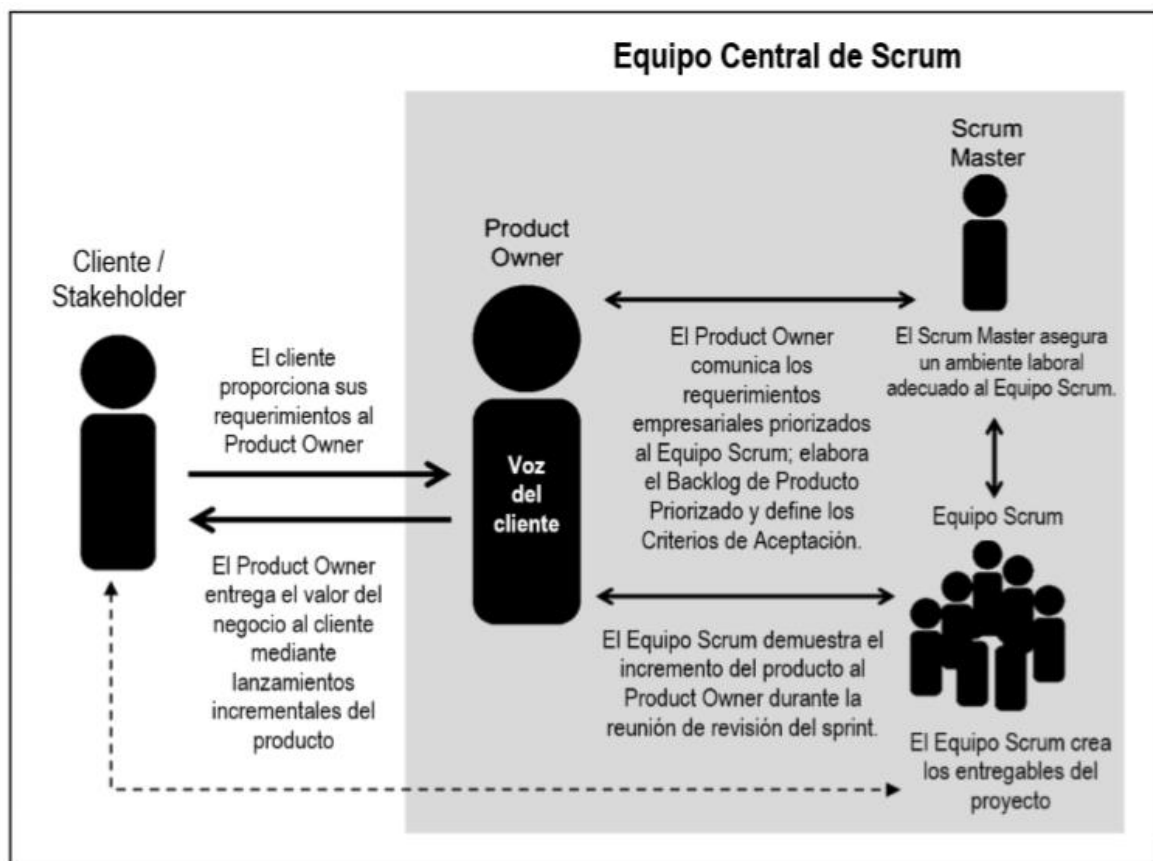 Equipo Central de Scrum
Scrum
Master
Product
Owner
Cliente /
Stakeholder
El cliente
proporciona sus
requerimientos al
Product Owner
El Product Owner
comunica los
requerimientos
empresariales priorizados
al Equipo Scrum; elabora
el Backlog de Producto
Priorizado y define los
Criterios de Aceptación.
El Scrum Master asegura
un ambiente laboral
adecuado al Equipo Scrum.
Voz
del
cliente
Equipo Scrum
El Product Owner
entrega el valor del
negocio al cliente
mediante
lanzamientos
incrementales del
producto
El Equipo Scrum demuestra el
incremento del producto al
Product Owner durante la
reunión de revisión del sprint.
El Equipo Scrum crea
los entregables del
proyecto